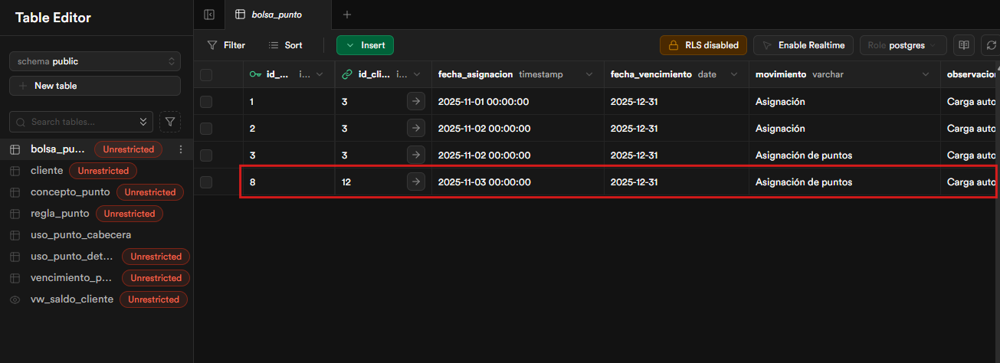 Table Editor
bolsa_punto
Filter Sort Insert RLS disabled Enable Realtime Role postgres
schema public
New table
Search tables...
bolsa_pu... Unrestricted
cliente Unrestricted
concepto_punto Unrestricted
regla_punto Unrestricted
uso_punto_cabecera
uso_punto_det... Unrestricted
vencimiento_p... Unrestricted
vw_saldo_cliente Unrestricted
id_... i... id_cli... i... fecha_asignacion timestamp fecha_vencimiento date movimiento varchar observacion
1 3 2025-11-01 00:00:00 2025-12-31 Asignación Carga auto
2 3 2025-11-02 00:00:00 2025-12-31 Asignación Carga auto
3 3 2025-11-02 00:00:00 2025-12-31 Asignación de puntos Carga auto
8 12 2025-11-03 00:00:00 2025-12-31 Asignación de puntos Carga auto